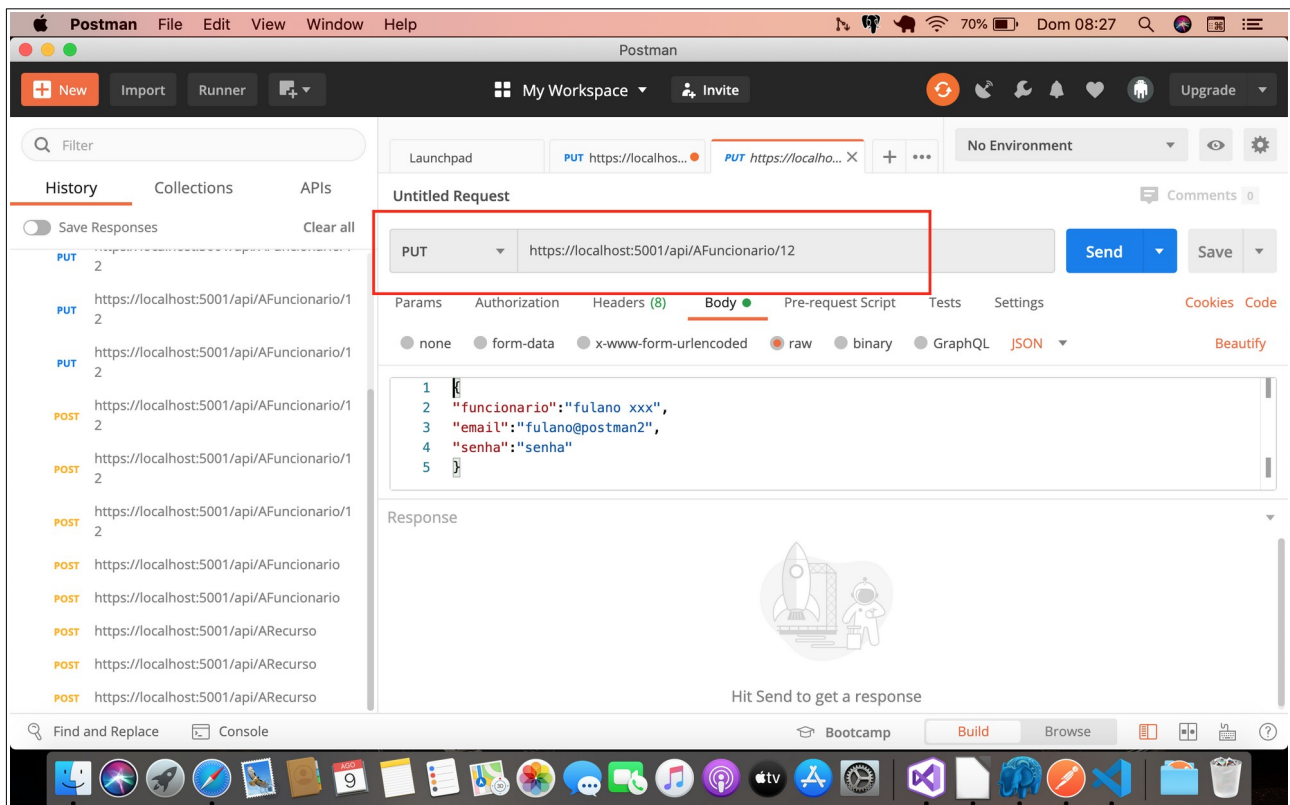 Postman File Edit View Window Help 70% Dom 08:27
Postman
New Import Runner My Workspace Invite Upgrade
Filter
History Collections APIs
Save Responses Clear all
PUT
2
PUT https://localhost:5001/api/AFuncionario/1
2
PUT https://localhost:5001/api/AFuncionario/1
2
POST https://localhost:5001/api/AFuncionario/1
2
POST https://localhost:5001/api/AFuncionario/1
2
POST https://localhost:5001/api/AFuncionario/1
2
POST https://localhost:5001/api/AFuncionario
POST https://localhost:5001/api/AFuncionario
POST https://localhost:5001/api/ARecurso
POST https://localhost:5001/api/ARecurso
POST https://localhost:5001/api/ARecurso
Launchpad PUT https://localhos... PUT https://localho... No Environment
Untitled Request Comments 0
PUT https://localhost:5001/api/AFuncionario/12 Send Save
Params Authorization Headers (8) Body Pre-request Script Tests Settings Cookies Code
none form-data x-www-form-urlencoded raw binary GraphQL JSON Beautify
1 {
2 "funcionario":"fulano xxx",
3 "email":"fulano@postman2",
4 "senha":"senha"
5 }
Response
Hit Send to get a response
Find and Replace Console Bootcamp Build Browse
AGO
9
tv